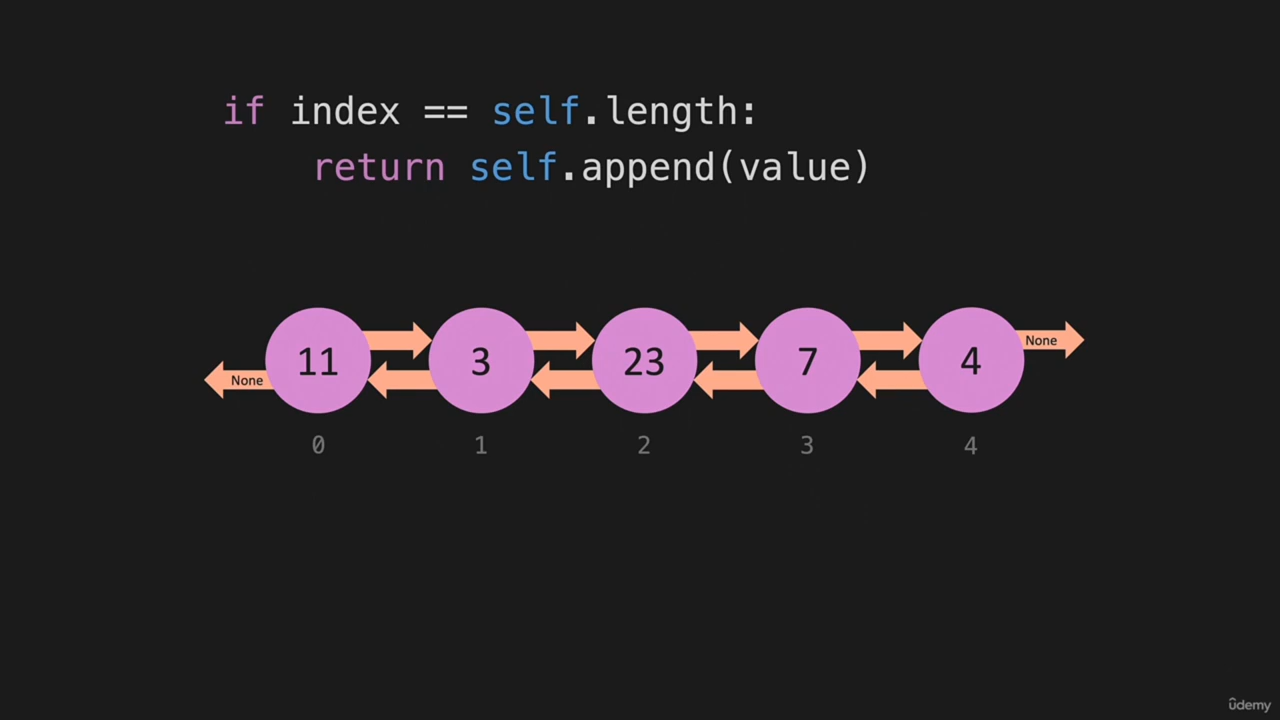 if index == self.length:
    return self.append(value)
None 11 3 23 7 4 None
0 1 2 3 4
ûdemy